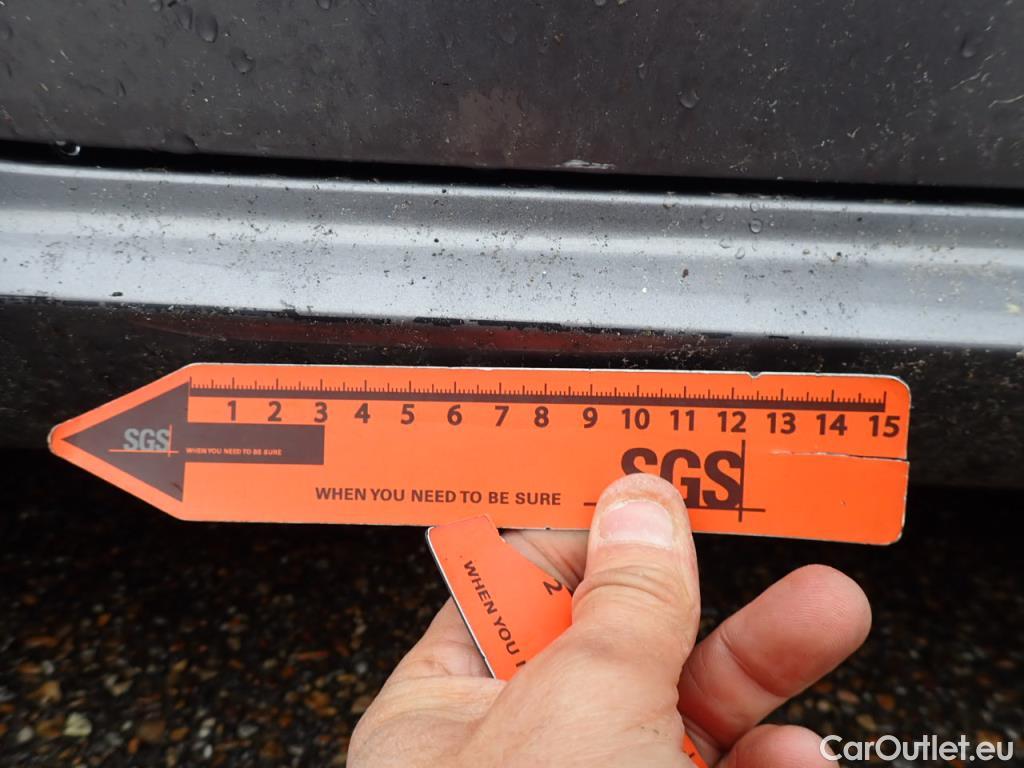 1 2 3 4 5 6 7 8 9 10 11 12 13 14 15
SGS
WHEN YOU NEED TO BE SURE
SGS
WHEN YOU NEED TO BE SURE
2
WHEN YOU
CarOutlet.eu